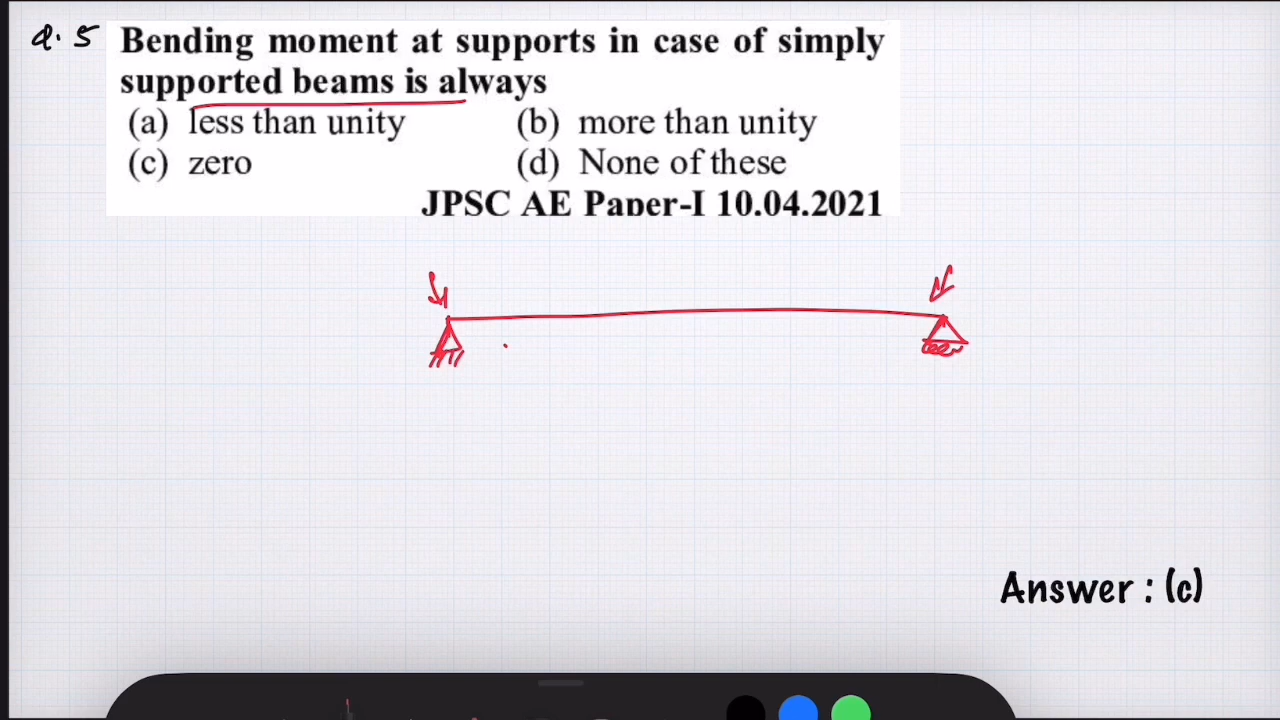 Q. 5 Bending moment at supports in case of simply
supported beams is always
(a) less than unity (b) more than unity
(c) zero (d) None of these
JPSC AE Paper-I 10.04.2021
Answer : (c)